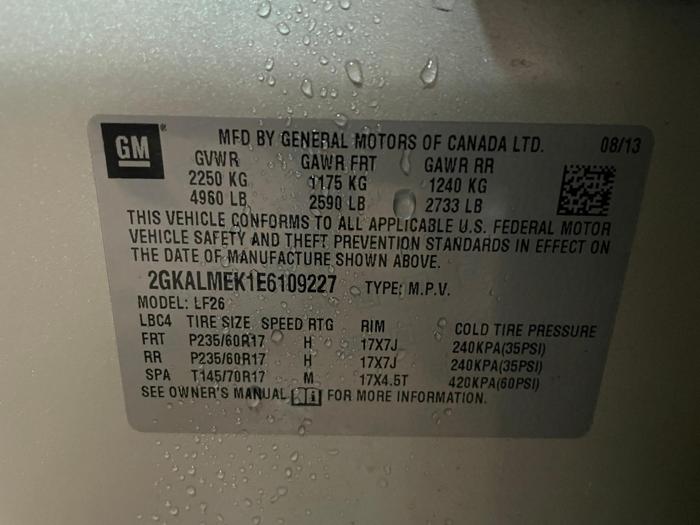 GM®
MFD BY GENERAL MOTORS OF CANADA LTD. 08/13
GVWR GAWR FRT GAWR RR
2250 KG 1175 KG 1240 KG
4960 LB 2590 LB 2733 LB
THIS VEHICLE CONFORMS TO ALL APPLICABLE U.S. FEDERAL MOTOR
VEHICLE SAFETY AND THEFT PREVENTION STANDARDS IN EFFECT ON
THE DATE OF MANUFACTURE SHOWN ABOVE.
2GKALMEK1E6109227 TYPE: M.P.V.
MODEL: LF26
LBC4 TIRE SIZE SPEED RTG RIM COLD TIRE PRESSURE
FRT P235/60R17 H 17X7J 240KPA(35PSI)
RR P235/60R17 H 17X7J 240KPA(35PSI)
SPA T145/70R17 M 17X4.5T 420KPA(60PSI)
SEE OWNER'S MANUAL i FOR MORE INFORMATION.